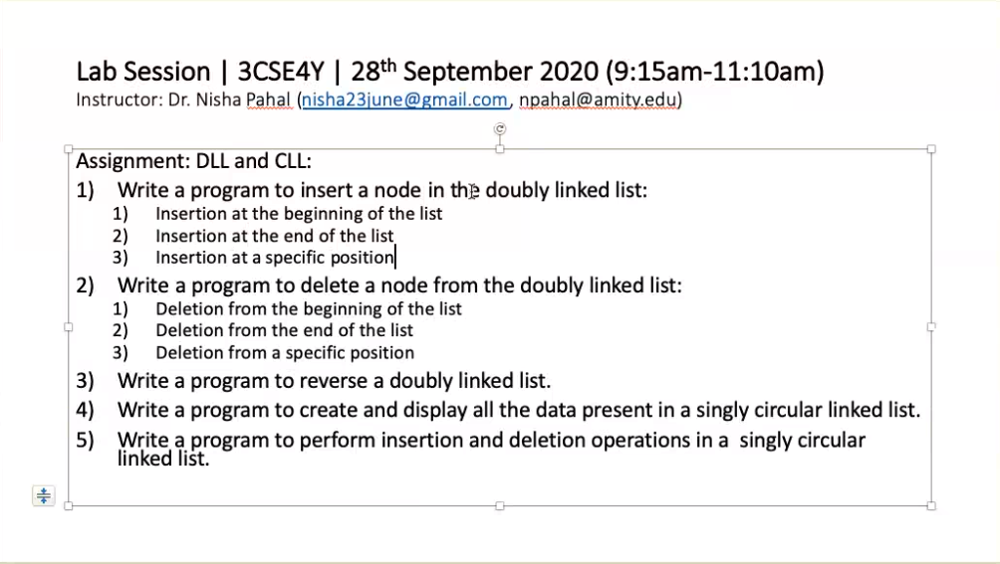 Lab Session | 3CSE4Y | 28th September 2020 (9:15am-11:10am)
Instructor: Dr. Nisha Pahal (nisha23june@gmail.com, npahal@amity.edu)
Assignment: DLL and CLL:
1) Write a program to insert a node in the doubly linked list:
1) Insertion at the beginning of the list
2) Insertion at the end of the list
3) Insertion at a specific position
2) Write a program to delete a node from the doubly linked list:
1) Deletion from the beginning of the list
2) Deletion from the end of the list
3) Deletion from a specific position
3) Write a program to reverse a doubly linked list.
4) Write a program to create and display all the data present in a singly circular linked list.
5) Write a program to perform insertion and deletion operations in a  singly circular
linked list.